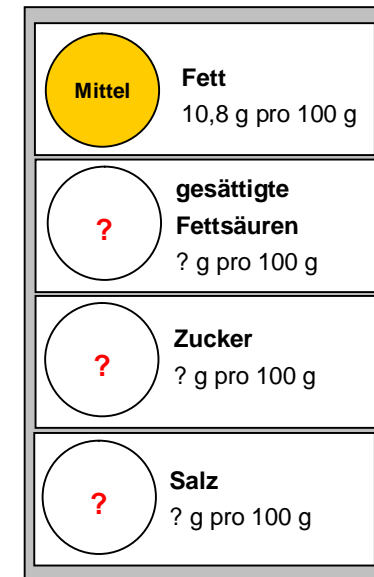 Mittel
Fett
10,8 g pro 100 g
?
gesättigte
Fettsäuren
? g pro 100 g
?
Zucker
? g pro 100 g
?
Salz
? g pro 100 g